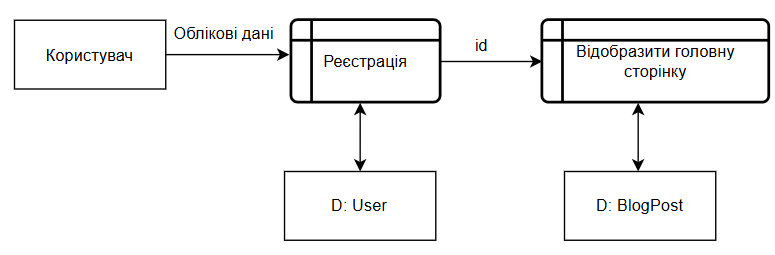 Користувач
Облікові дані
Реєстрація
id
Відобразити головну
сторінку
D: User
D: BlogPost